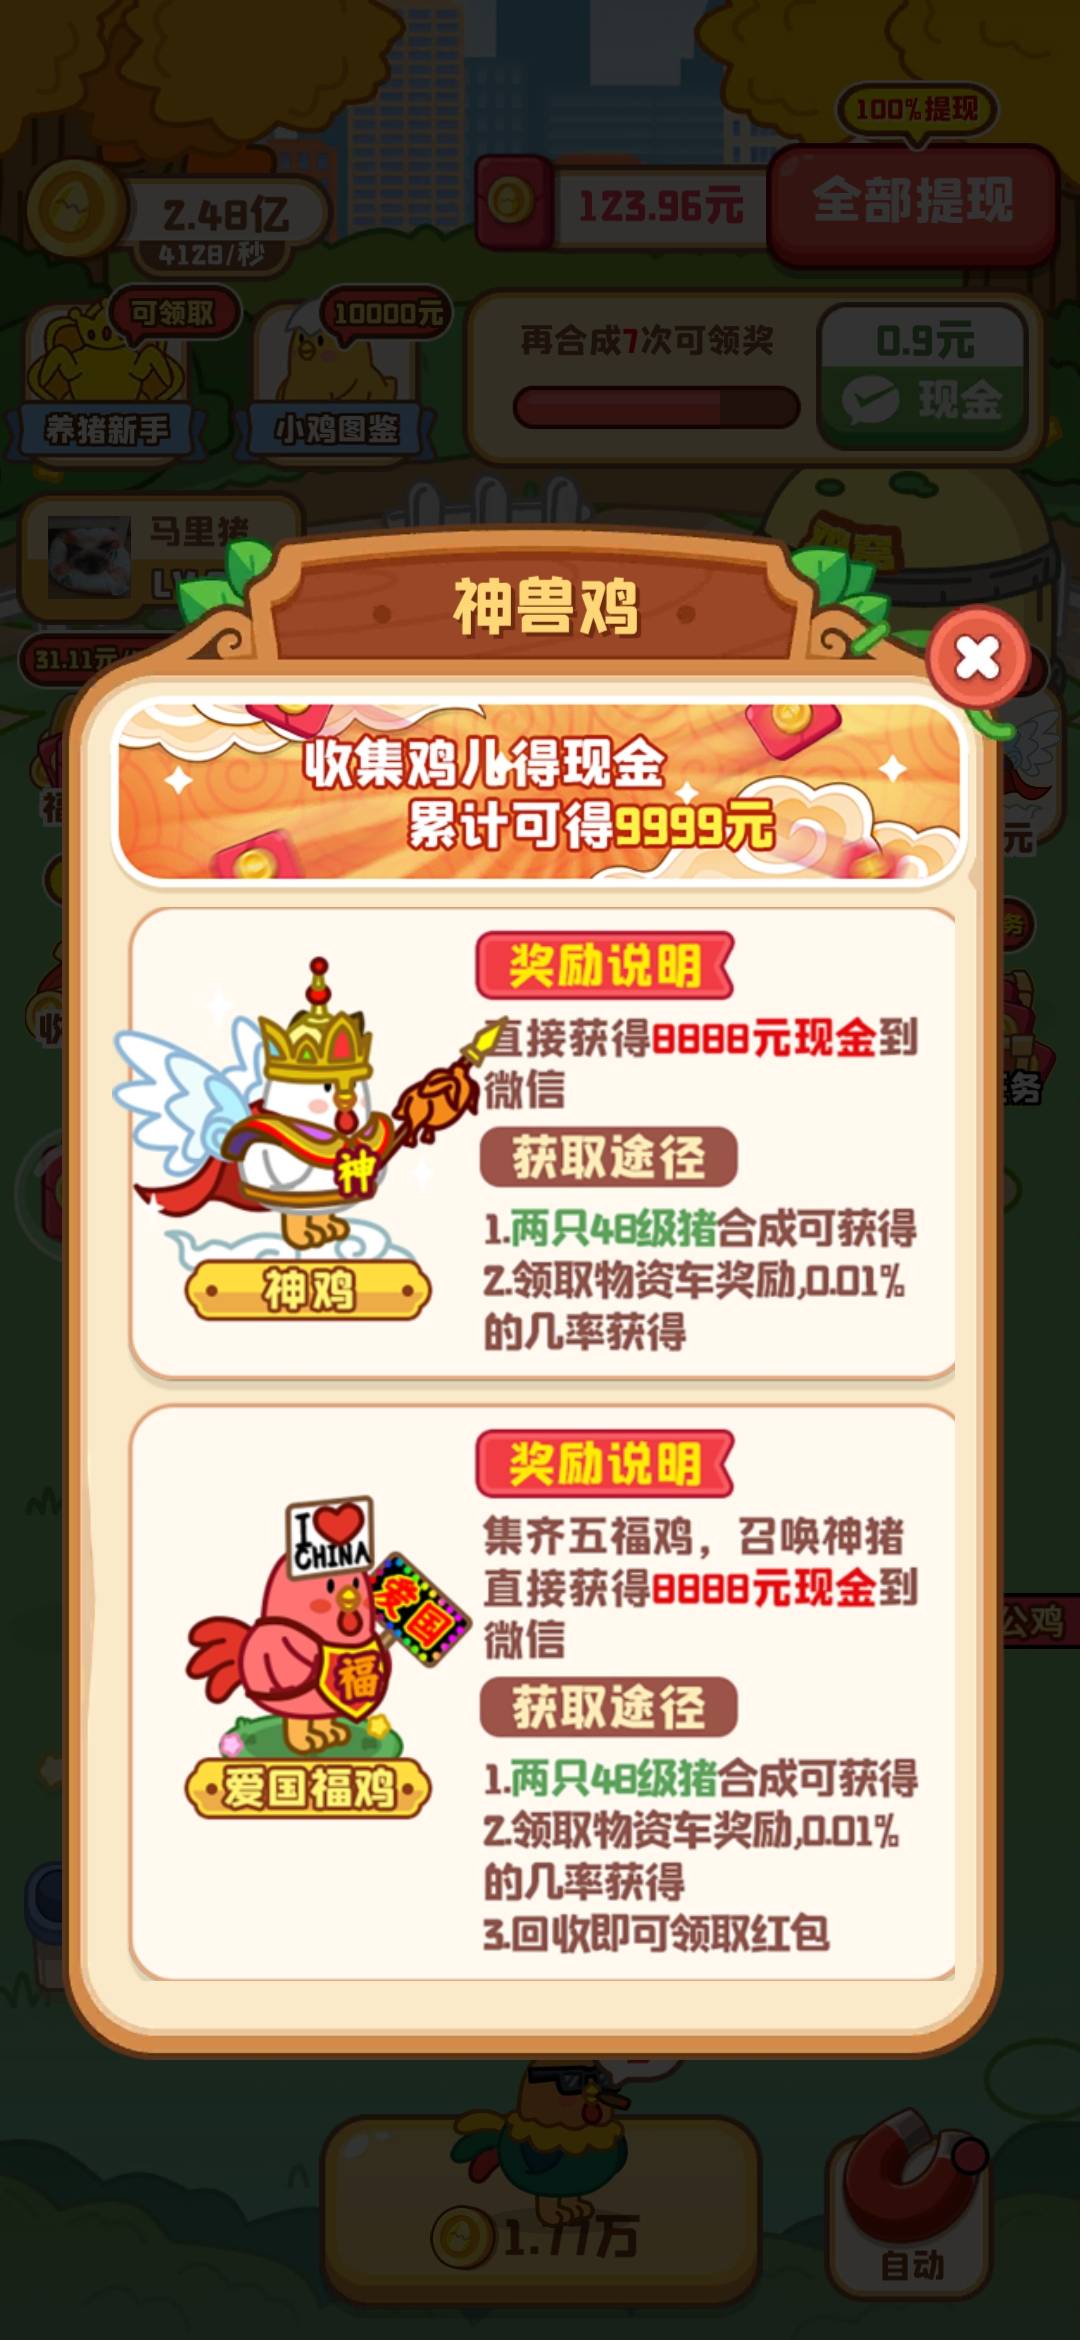 100%提现
2.48亿
4128/秒
123.96元
全部提现
可领取
10000元
养猪新手
小鸡图鉴
再合成7次可领奖
0.9元
现金
马里猪
31.11元
神兽鸡
收集鸡儿得现金
累计可得9999元
元
务
奖励说明
直接获得8888元现金到
微信
获取途径
1.两只48级猪合成可获得
2.领取物资车奖励,0.01%
的几率获得
神
神鸡
收
务
奖励说明
集齐五福鸡，召唤神猪
直接获得8888元现金到
微信
I
CHINA
爱国
福
公鸡
获取途径
1.两只48级猪合成可获得
2.领取物资车奖励,0.01%
的几率获得
3.回收即可领取红包
爱国福鸡
1.77万
自动